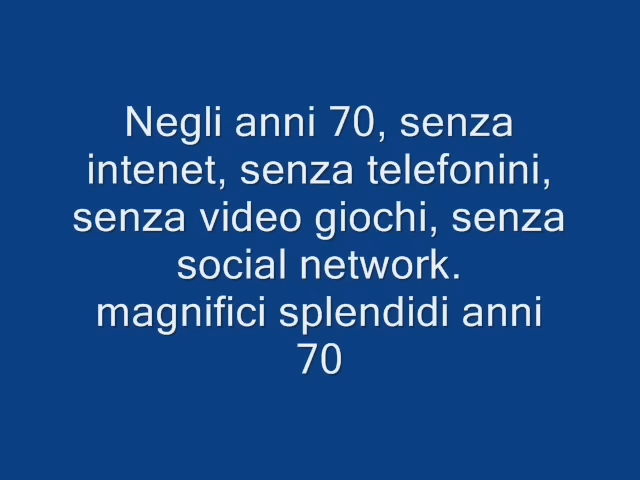 Negli anni 70, senza
intenet, senza telefonini,
senza video giochi, senza
social network.
magnifici splendidi anni
70